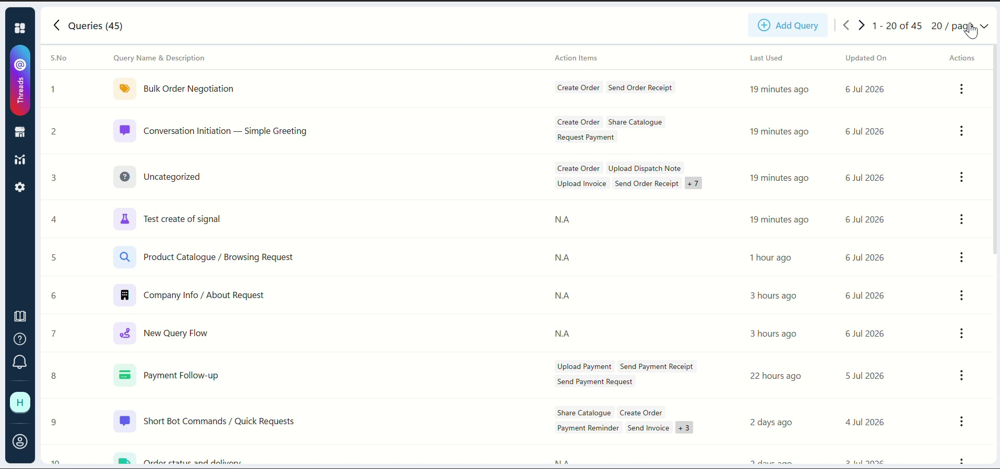 Queries (45)
Add Query
1 - 20 of 45
20 / page
Threads
S.No
Query Name & Description
Action Items
Last Used
Updated On
Actions
1
Bulk Order Negotiation
Create Order
Send Order Receipt
19 minutes ago
6 Jul 2026
2
Conversation Initiation — Simple Greeting
Create Order
Share Catalogue
Request Payment
19 minutes ago
6 Jul 2026
3
Uncategorized
Create Order
Upload Dispatch Note
Upload Invoice
Send Order Receipt
+ 7
19 minutes ago
6 Jul 2026
4
Test create of signal
N.A
19 minutes ago
6 Jul 2026
5
Product Catalogue / Browsing Request
N.A
1 hour ago
6 Jul 2026
6
Company Info / About Request
N.A
3 hours ago
6 Jul 2026
7
New Query Flow
N.A
3 hours ago
6 Jul 2026
8
Payment Follow-up
Upload Payment
Send Payment Receipt
Send Payment Request
22 hours ago
5 Jul 2026
9
Short Bot Commands / Quick Requests
Share Catalogue
Create Order
Payment Reminder
Send Invoice
+ 3
2 days ago
4 Jul 2026
10
Order status and delivery
N.A
2 days ago
3 Jul 2026
H